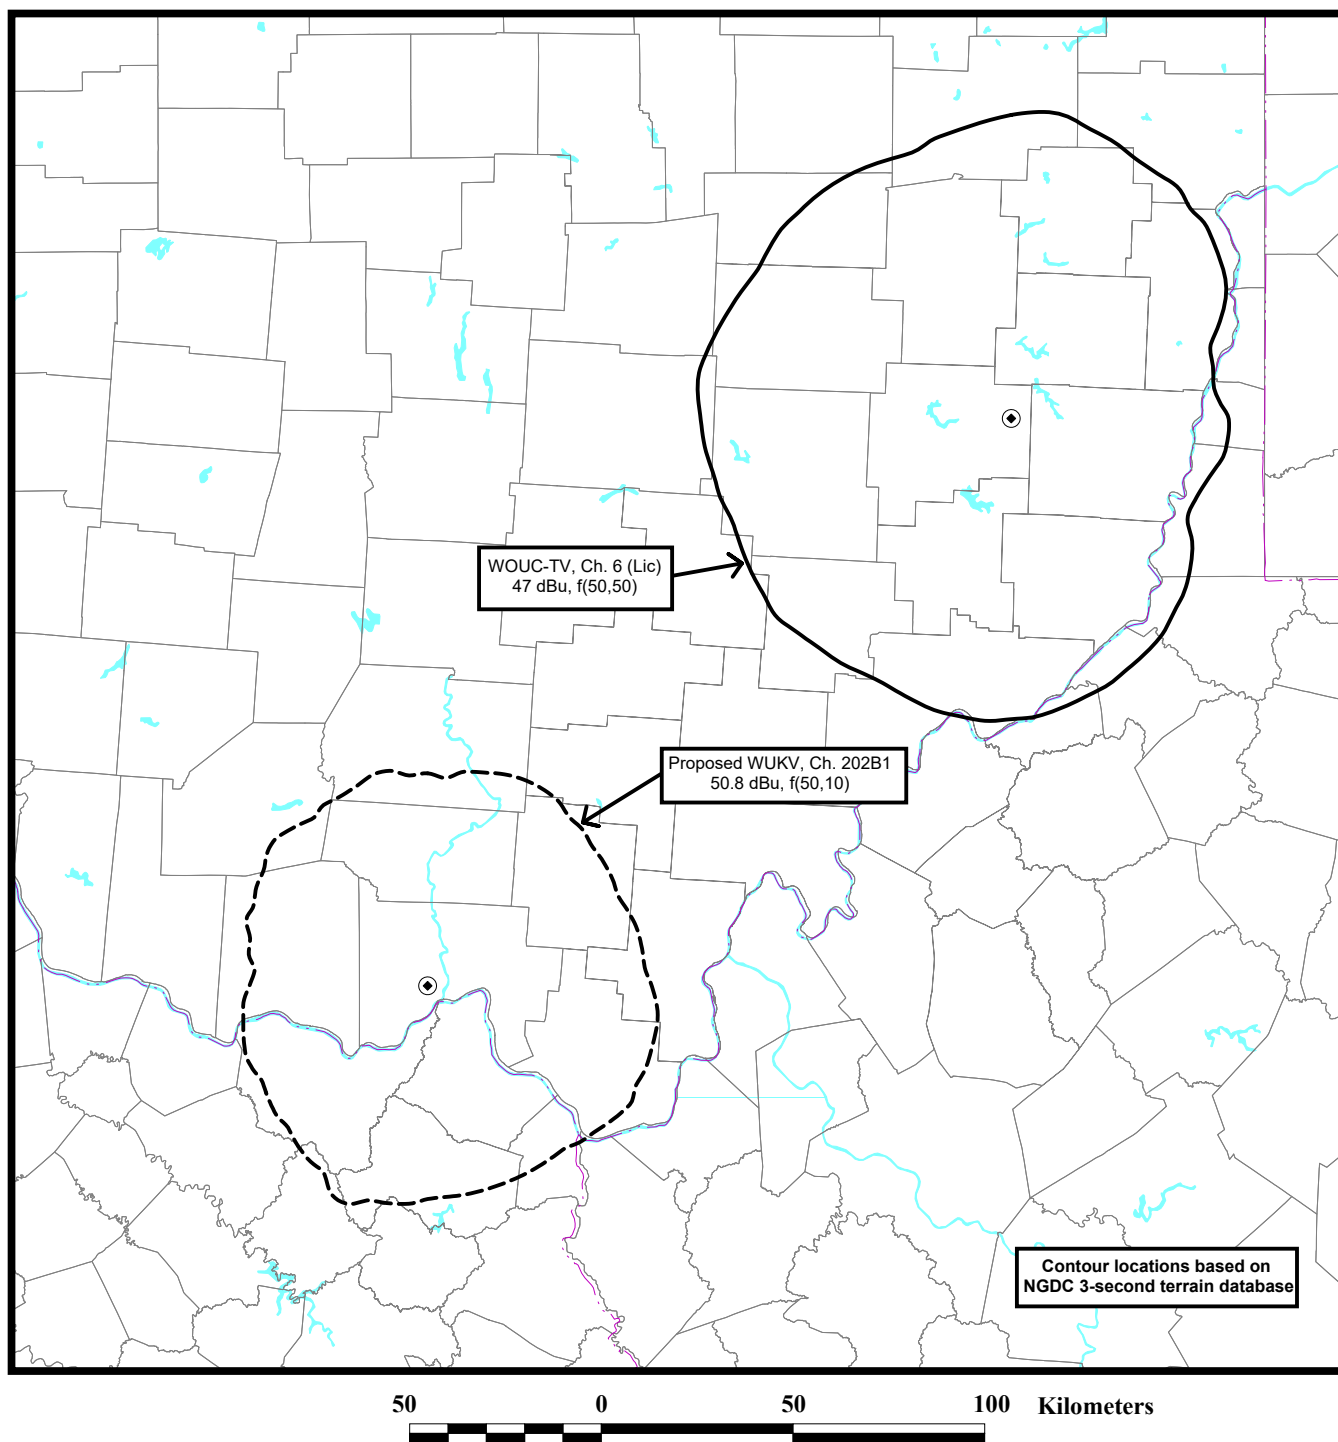 WOUC-TV, Ch. 6 (Lic)
47 dBu, f(50,50)
Proposed WUKV, Ch. 202B1
50.8 dBu, f(50,10)
Contour locations based on
NGDC 3-second terrain database
50 0 50 100 Kilometers